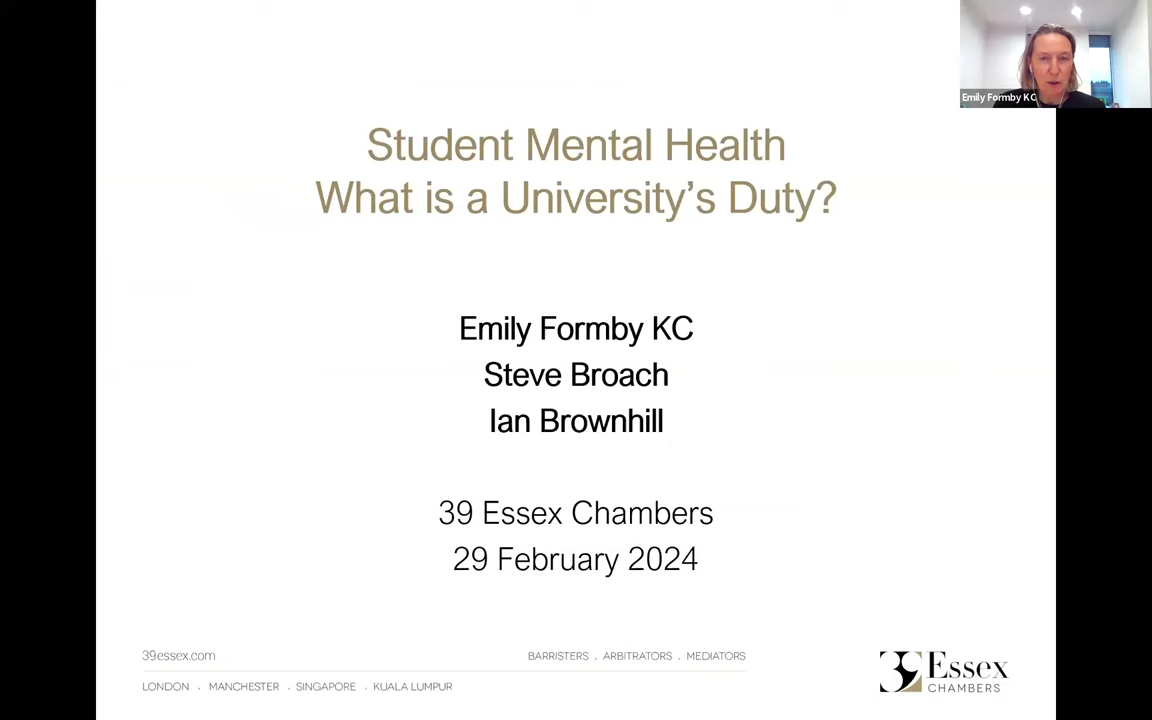 Emily Formby KC
Student Mental Health
What is a University's Duty?
Emily Formby KC
Steve Broach
Ian Brownhill
39 Essex Chambers
29 February 2024
39essex.com
BARRISTERS . ARBITRATORS . MEDIATORS
LONDON . MANCHESTER . SINGAPORE . KUALA LUMPUR
39 Essex
CHAMBERS